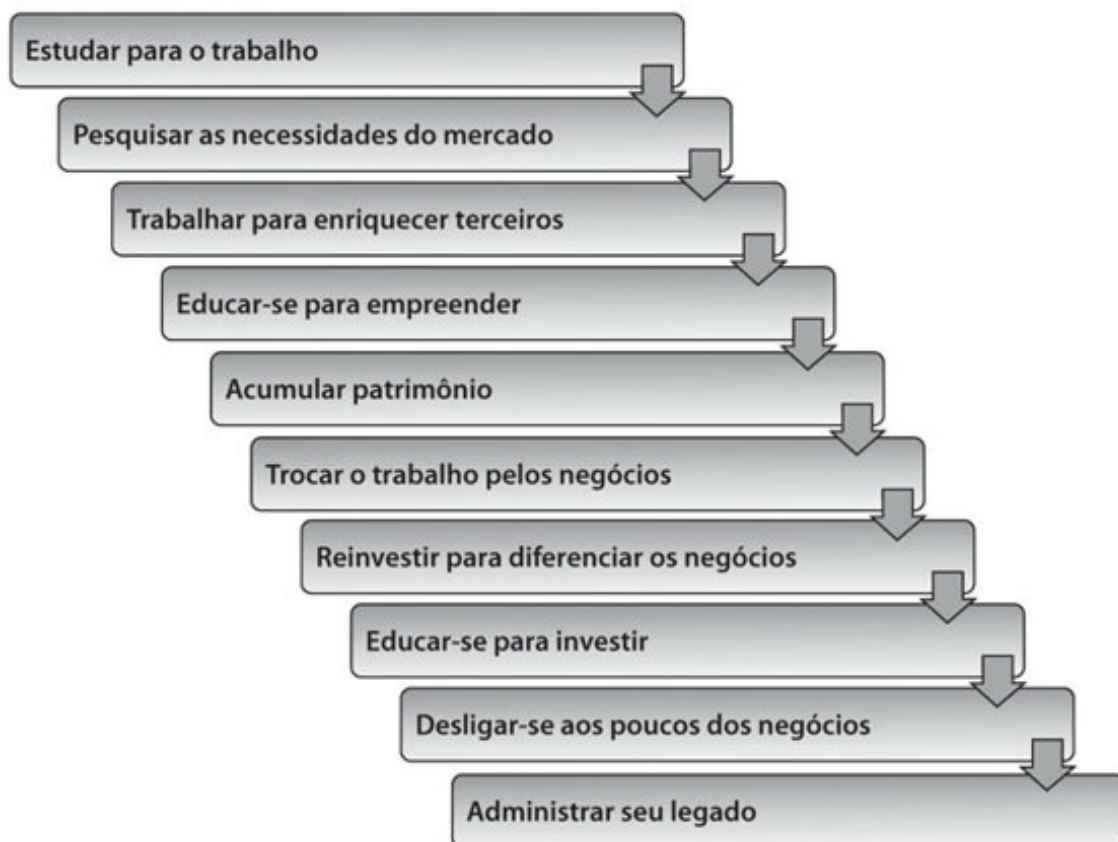 Estudar para o trabalho
Pesquisar as necessidades do mercado
Trabalhar para enriquecer terceiros
Educar-se para empreender
Acumular patrimônio
Trocar o trabalho pelos negócios
Reinvestir para diferenciar os negócios
Educar-se para investir
Desligar-se aos poucos dos negócios
Administrar seu legado